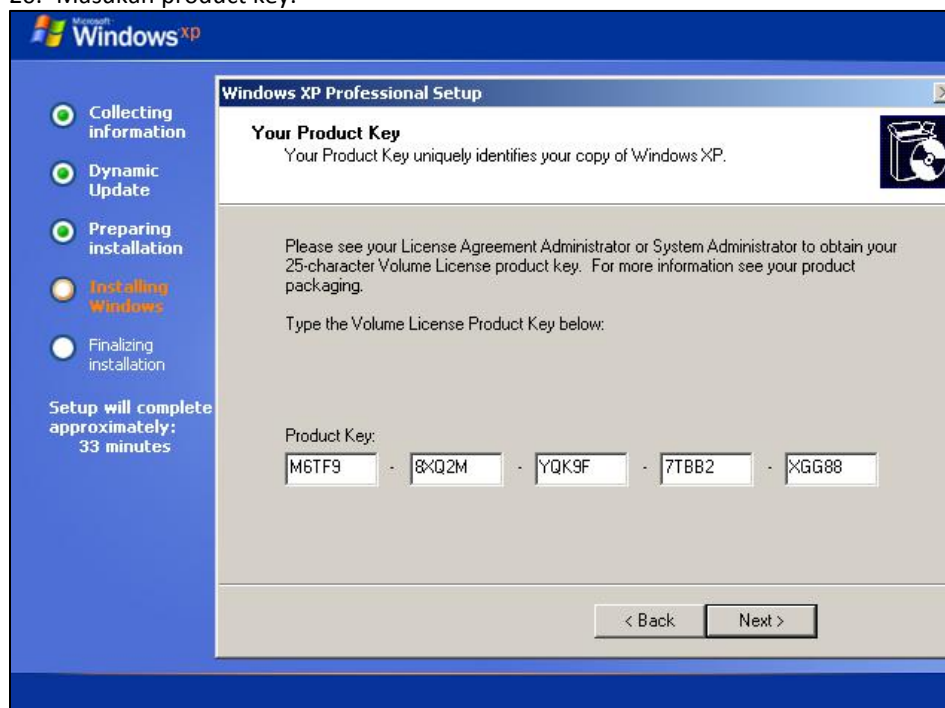 Masukan product key.
Microsoft
Windows xp
Collecting
information
Dynamic
Update
Preparing
installation
Installing
Windows
Finalizing
installation
Setup will complete
approximately:
33 minutes
Windows XP Professional Setup
Your Product Key
Your Product Key uniquely identifies your copy of Windows XP.
Please see your License Agreement Administrator or System Administrator to obtain your
25-character Volume License product key. For more information see your product
packaging.
Type the Volume License Product Key below:
Product Key:
M6TF9 - 8XQ2M - YQK9F - 7TBB2 - XGG88
< Back Next >